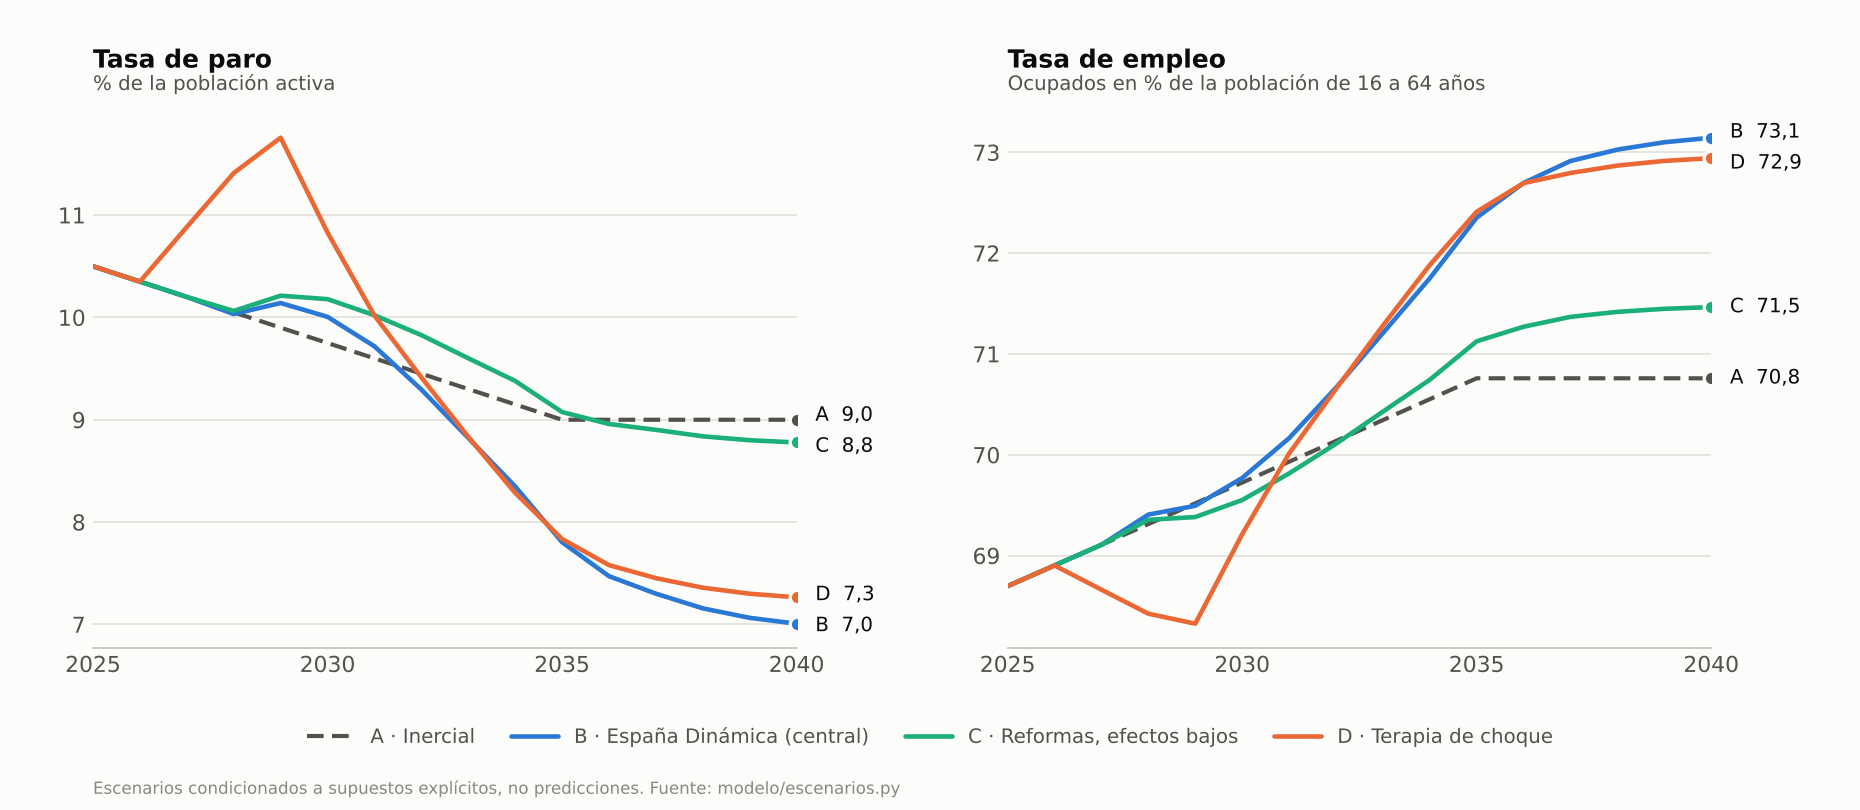 Tasa de paro
% de la población activa
11
10
9
8
7
2025 2030 2035 2040
A 9,0
C 8,8
D 7,3
B 7,0
Tasa de empleo
Ocupados en % de la población de 16 a 64 años
73
72
71
70
69
2025 2030 2035 2040
B 73,1
D 72,9
C 71,5
A 70,8
A · Inercial B · España Dinámica (central) C · Reformas, efectos bajos D · Terapia de choque
Escenarios condicionados a supuestos explícitos, no predicciones. Fuente: modelo/escenarios.py